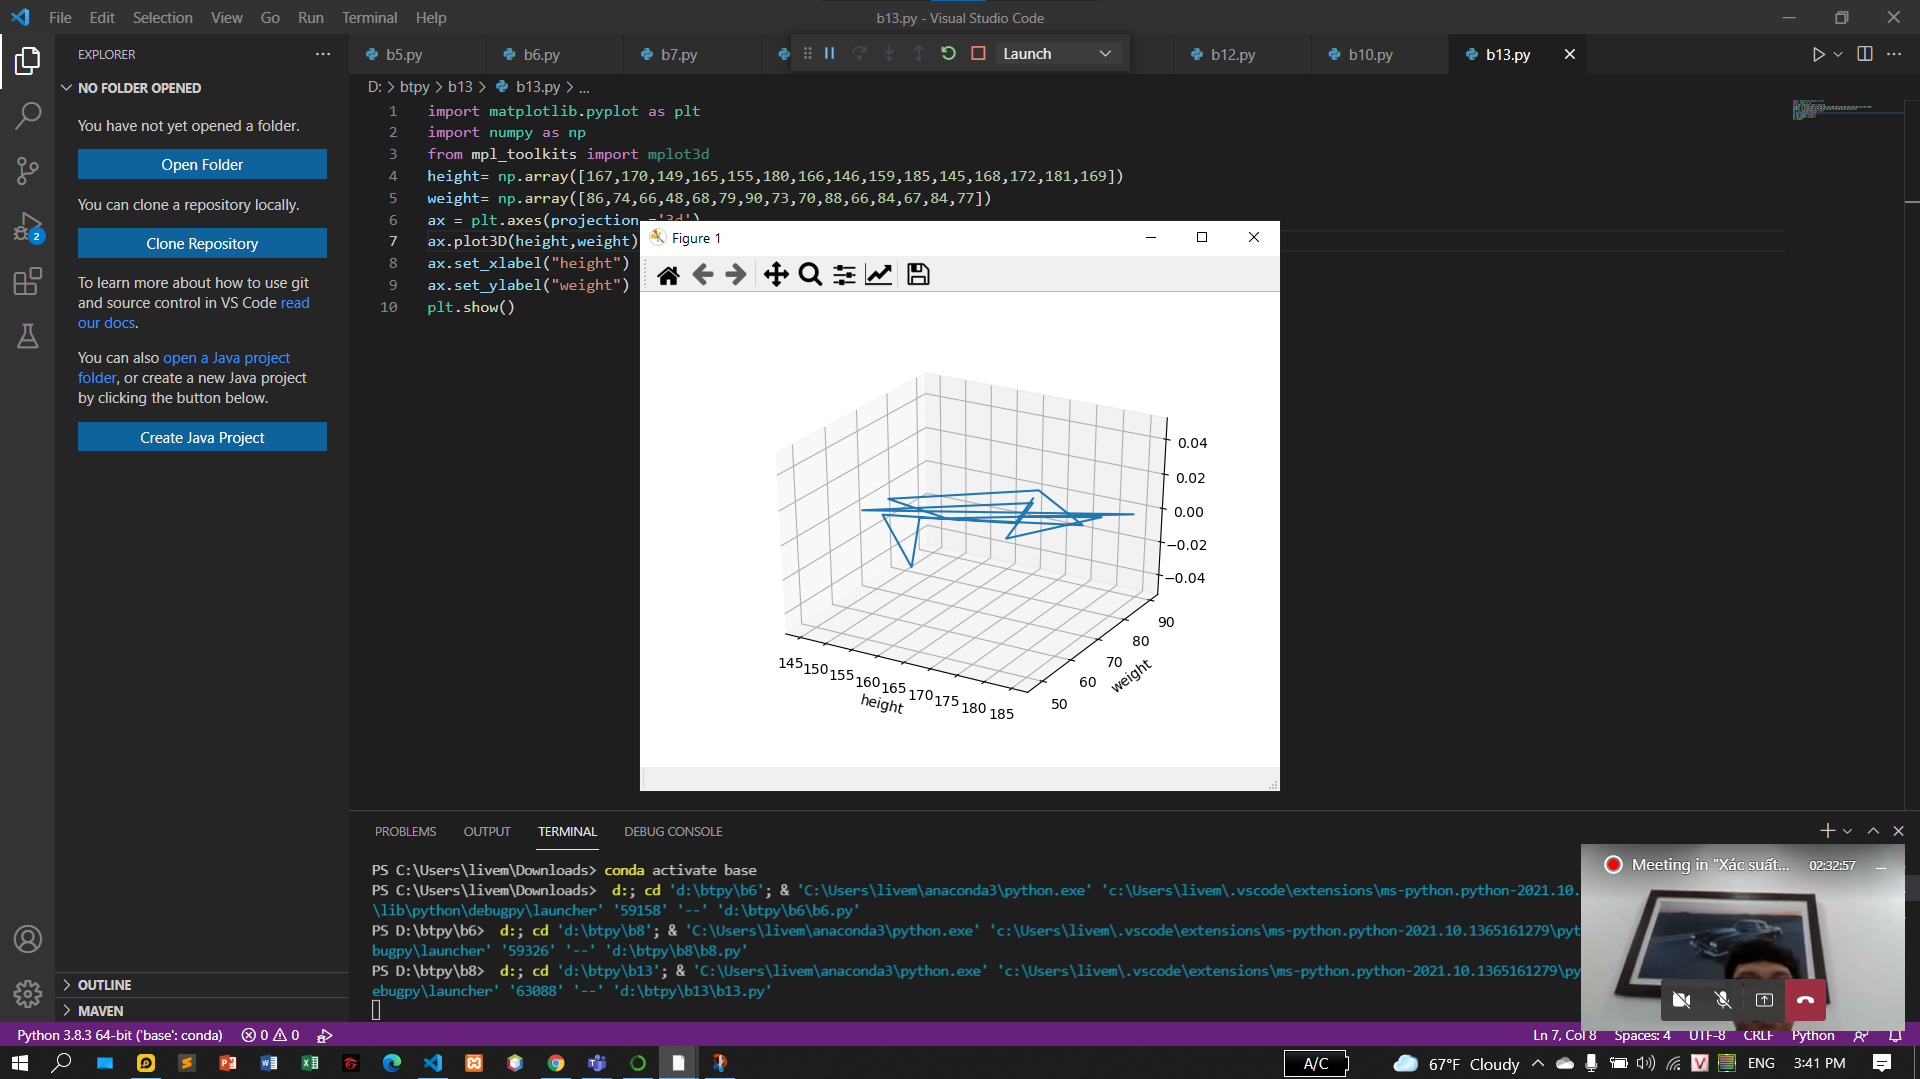 File Edit Selection View Go Run Terminal Help
b13.py - Visual Studio Code
EXPLORER
b5.py b6.py b7.py
Launch
b12.py b10.py b13.py
NO FOLDER OPENED
D: > btpy > b13 > b13.py > ...
You have not yet opened a folder.
Open Folder
You can clone a repository locally.
Clone Repository
To learn more about how to use git
and source control in VS Code read
our docs.
You can also open a Java project
folder, or create a new Java project
by clicking the button below.
Create Java Project
1 import matplotlib.pyplot as plt
2 import numpy as np
3 from mpl_toolkits import mplot3d
4 height= np.array([167,170,149,165,155,180,166,146,159,185,145,168,172,181,169])
5 weight= np.array([86,74,66,48,68,79,90,73,70,88,66,84,67,84,77])
6 ax = plt.axes(projection ='3d')
7 ax.plot3D(height,weight)
8 ax.set_xlabel("height")
9 ax.set_ylabel("weight")
10 plt.show()
2
Figure 1
0.04
0.02
0.00
−0.02
−0.04
90
80
70
60
50
weight
145 150 155 160 165 170 175 180 185
height
PROBLEMS OUTPUT TERMINAL DEBUG CONSOLE
PS C:\Users\livem\Downloads> conda activate base
PS C:\Users\livem\Downloads> d:; cd 'd:\btpy\b6'; & 'C:\Users\livem\anaconda3\python.exe' 'c:\Users\livem\.vscode\extensions\ms-python.python-2021.10.
\lib\python\debugpy\launcher' '59158' '--' 'd:\btpy\b6\b6.py'
PS D:\btpy\b6> d:; cd 'd:\btpy\b8'; & 'C:\Users\livem\anaconda3\python.exe' 'c:\Users\livem\.vscode\extensions\ms-python.python-2021.10.1365161279\pyt
bugpy\launcher' '59326' '--' 'd:\btpy\b8\b8.py'
PS D:\btpy\b8> d:; cd 'd:\btpy\b13'; & 'C:\Users\livem\anaconda3\python.exe' 'c:\Users\livem\.vscode\extensions\ms-python.python-2021.10.1365161279\py
ebugpy\launcher' '63088' '--' 'd:\btpy\b13\b13.py'
Meeting in "Xác suất... 02:32:57
OUTLINE
MAVEN
Python 3.8.3 64-bit ('base': conda) 0 0
Ln 7, Col 8 Spaces: 4 UTF-8 CRLF Python
A/C
67°F Cloudy
ENG
3:41 PM